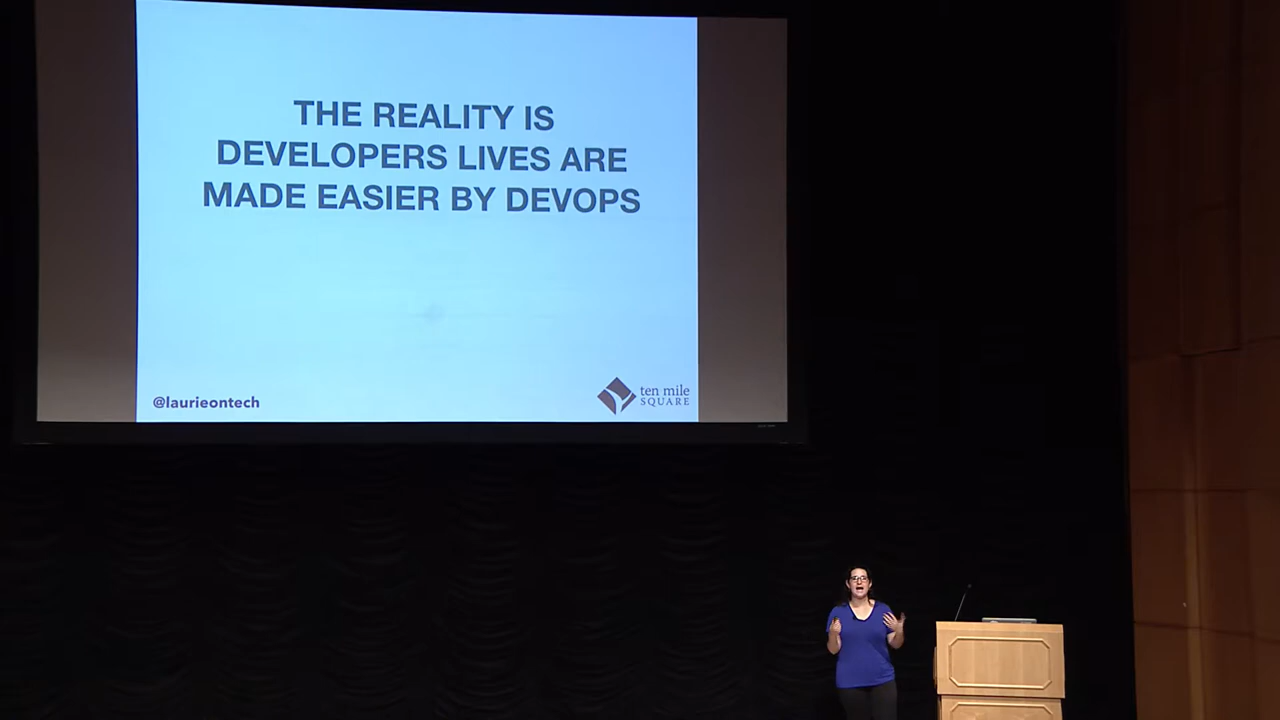 THE REALITY IS
DEVELOPERS LIVES ARE
MADE EASIER BY DEVOPS
@laurieontech
ten mile
SQUARE